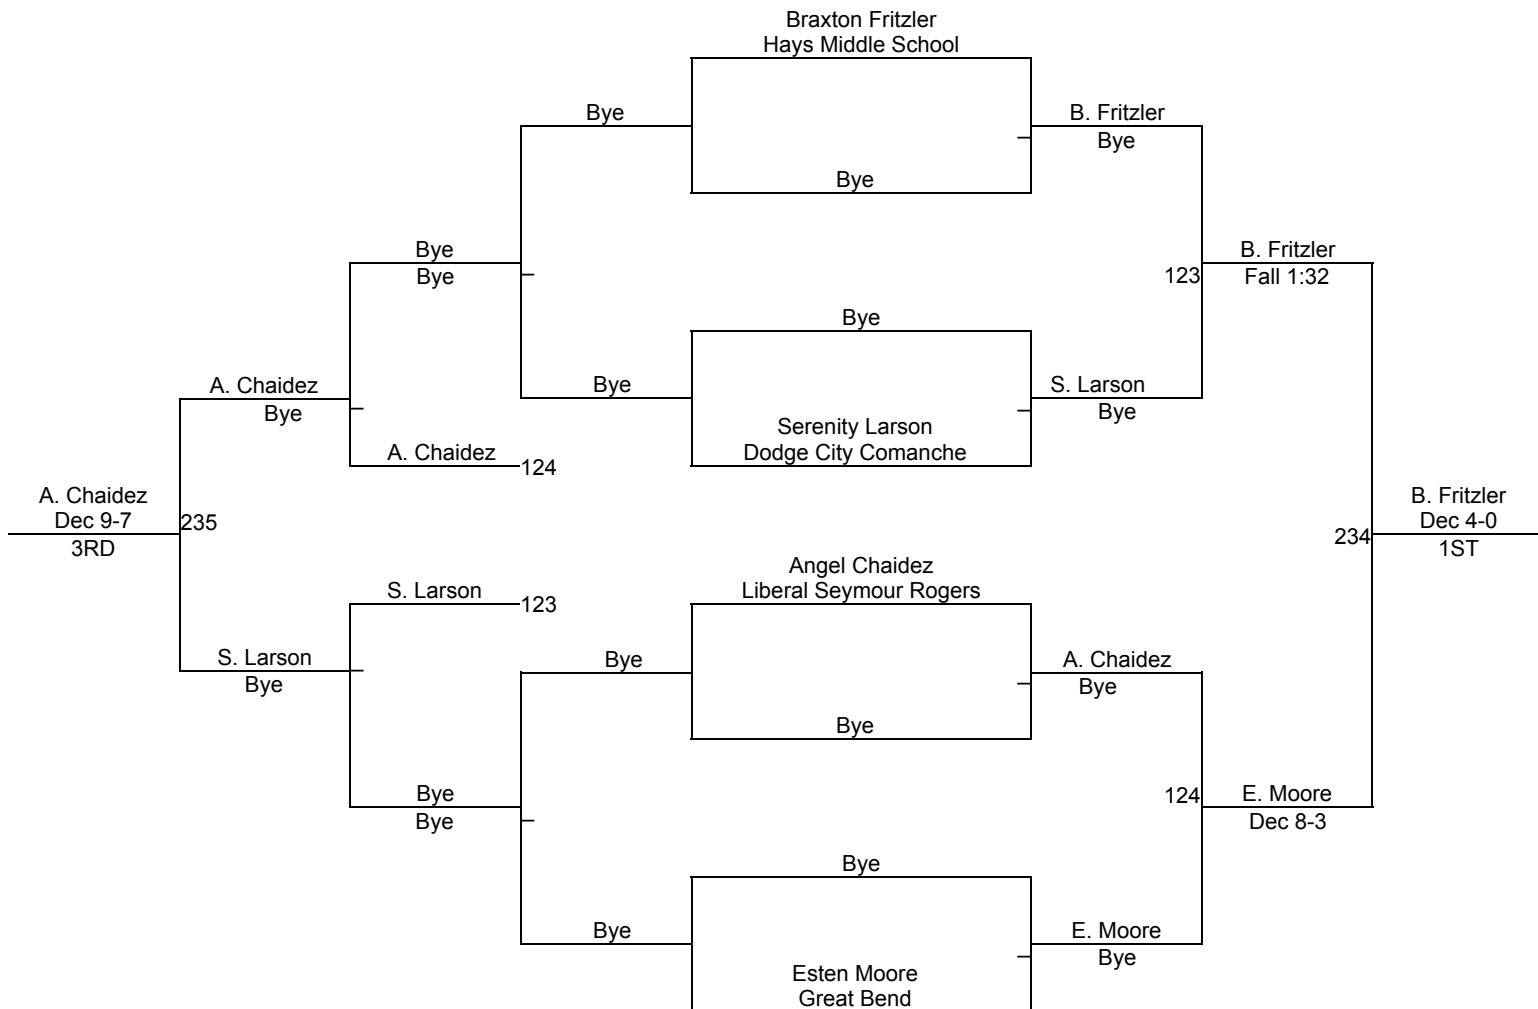 Braxton Fritzler
Hays Middle School
Bye
B. Fritzler
Bye
Bye
Bye
Bye
B. Fritzler
123
Fall 1:32
Bye
A. Chaidez
Bye
Bye
S. Larson
Bye
Serenity Larson
Dodge City Comanche
A. Chaidez
124
A. Chaidez
Dec 9-7
3RD
235
B. Fritzler
Dec 4-0
1ST
234
Angel Chaidez
Liberal Seymour Rogers
S. Larson
123
S. Larson
Bye
Bye
A. Chaidez
Bye
Bye
Bye
Bye
124
E. Moore
Dec 8-3
Bye
Bye
E. Moore
Bye
Esten Moore
Great Bend